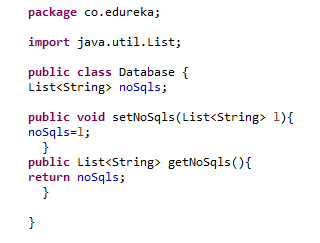 package co.edureka;
import java.util.List;
public class Database {
List<String> noSqls;
public void setNoSqls(List<String> l){
noSqls=l;
}
public List<String> getNoSqls(){
return noSqls;
}
}